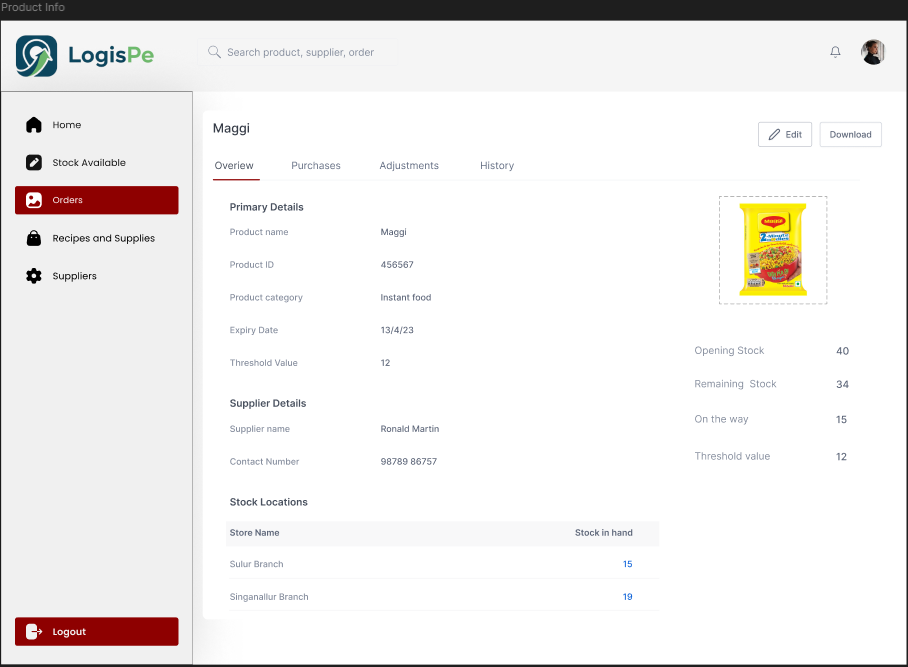 Product Info
LogisPe
Search product, supplier, order
Home
Stock Available
Orders
Recipes and Supplies
Suppliers
Logout
Maggi
Edit
Download
Overiew
Purchases
Adjustments
History
Primary Details
Product name
Maggi
Product ID
456567
Product category
Instant food
Expiry Date
13/4/23
Threshold Value
12
Supplier Details
Supplier name
Ronald Martin
Contact Number
98789 86757
Stock Locations
Store Name
Stock in hand
Sulur Branch
15
Singanallur Branch
19
MAGGI
2-Minute
Opening Stock
40
Remaining Stock
34
On the way
15
Threshold value
12